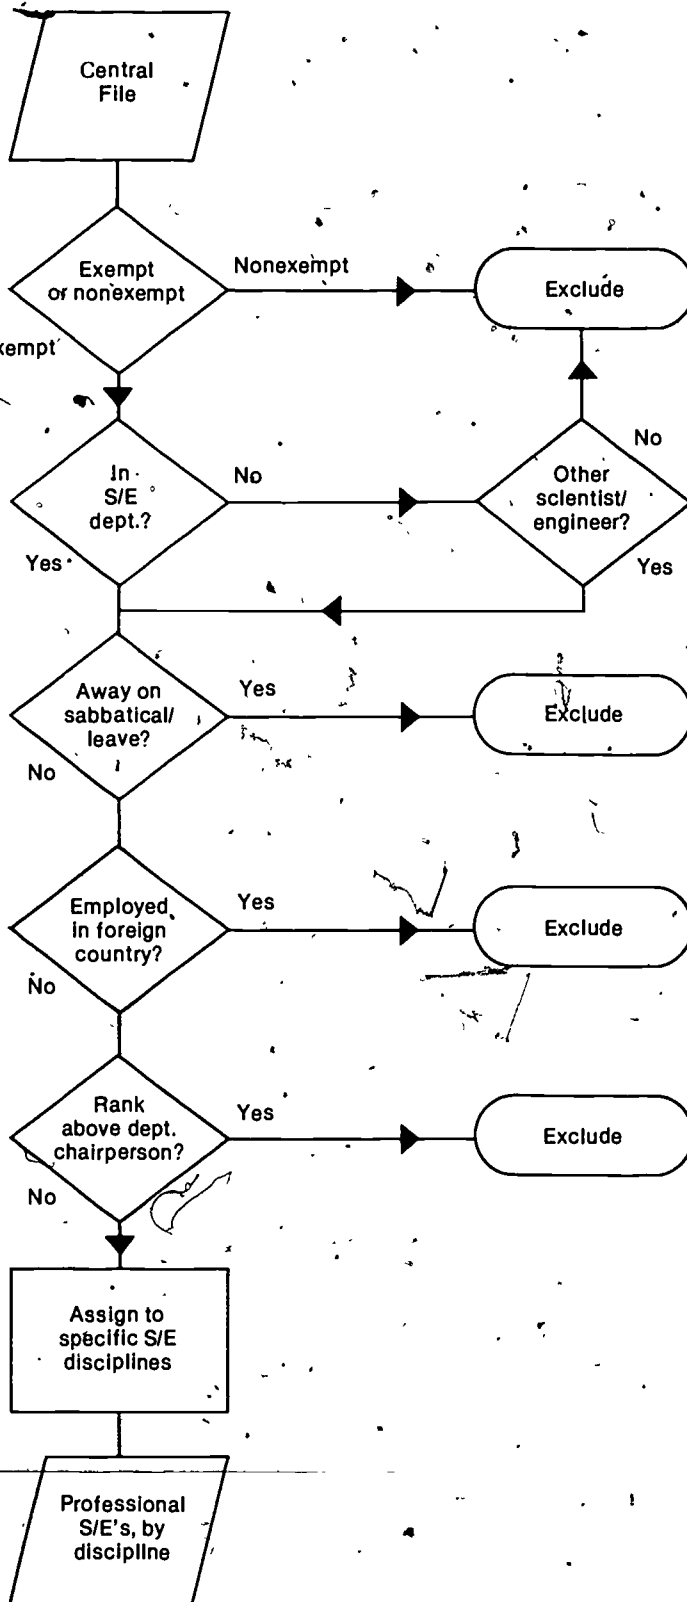 Central
File
Exempt
or nonexempt
Nonexempt
Exclude
xempt
In
S/E
dept.?
No
Other
scientist/
engineer?
No
Yes
Yes
Away on
sabbatical/
leave?
Yes
Exclude
No
Employed
in foreign
country?
Yes
Exclude
No
Rank
above dept.
chairperson?
Yes
Exclude
No
Assign to
specific S/E
disciplines
Professional
S/E's, by
discipline